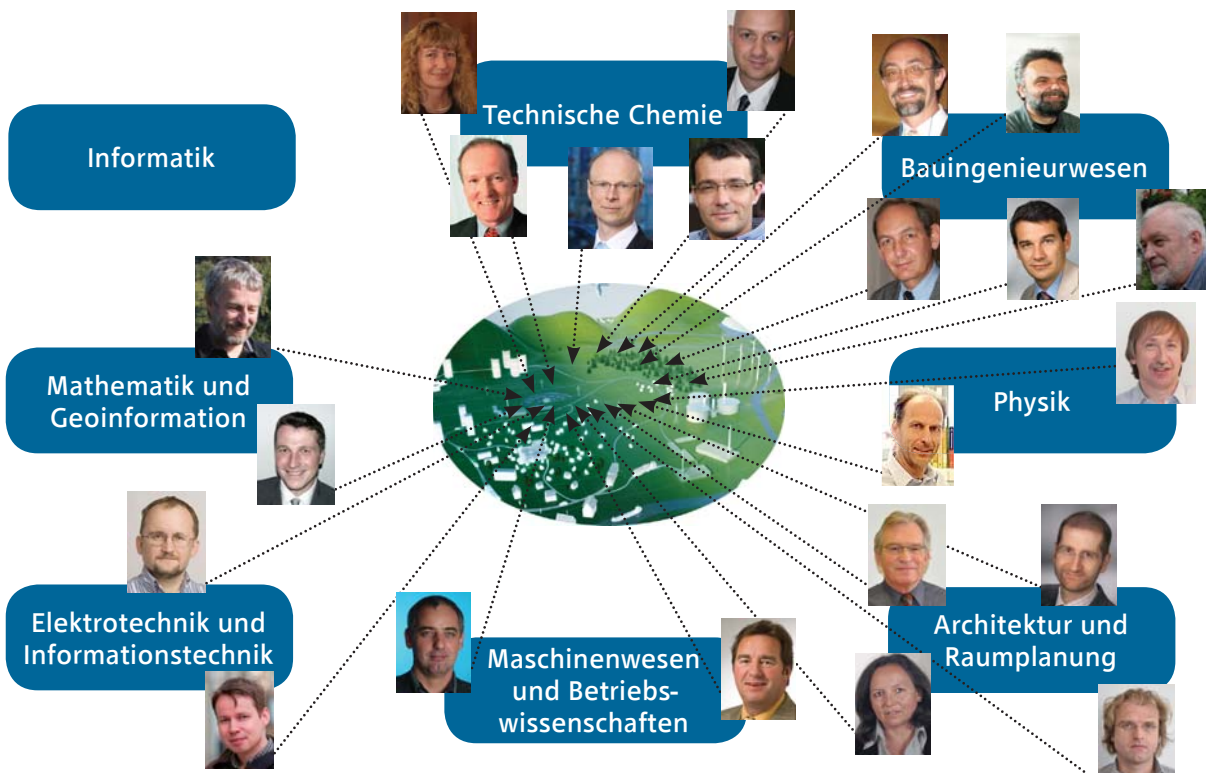 Technische Chemie
Informatik
Bauingenieurwesen
Mathematik und
Geoinformation
Physik
Elektrotechnik und
Informationstechnik
Maschinenwesen
und Betriebs-
wissenschaften
Architektur und
Raumplanung